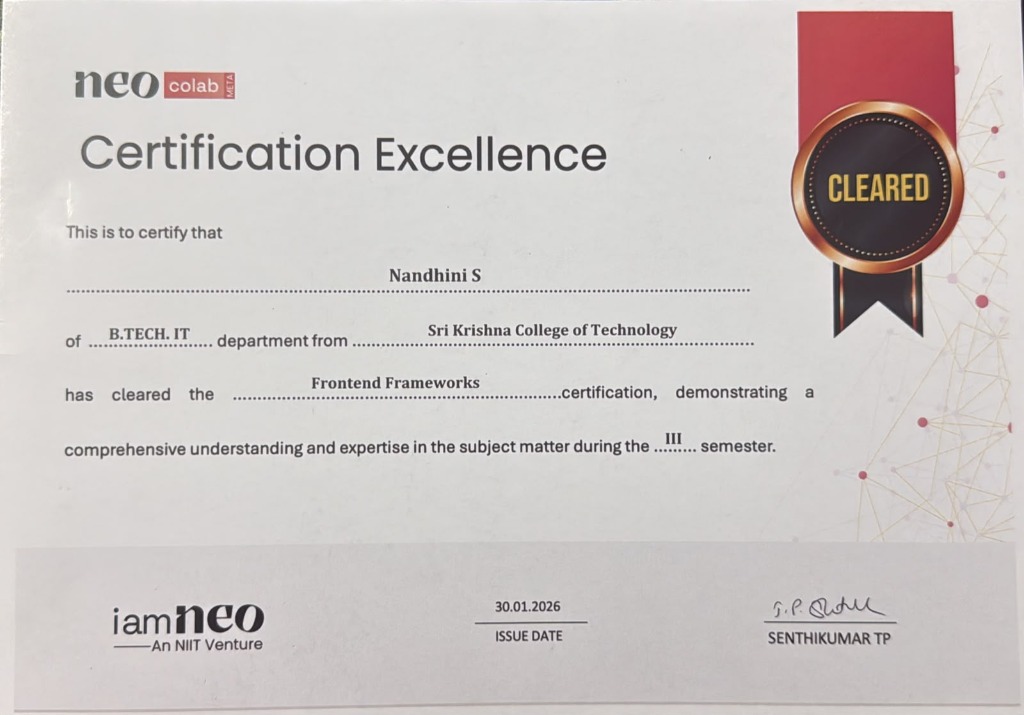 neo colab META
Certification Excellence
CLEARED
This is to certify that
Nandhini S
of B.TECH. IT department from Sri Krishna College of Technology
has cleared the Frontend Frameworks certification, demonstrating a
comprehensive understanding and expertise in the subject matter during the III semester.
iamneo
An NIIT Venture
30.01.2026
ISSUE DATE
SENTHIKUMAR TP